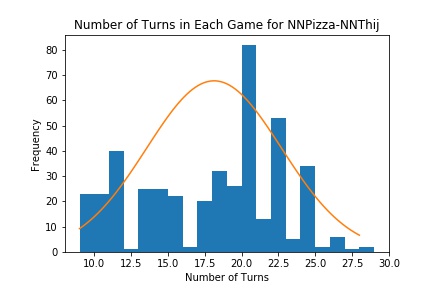 Number of Turns in Each Game for NNPizza-NNThij
80
70
60
50
40
30
20
10
0
Frequency
10.0 12.5 15.0 17.5 20.0 22.5 25.0 27.5 30.0
Number of Turns